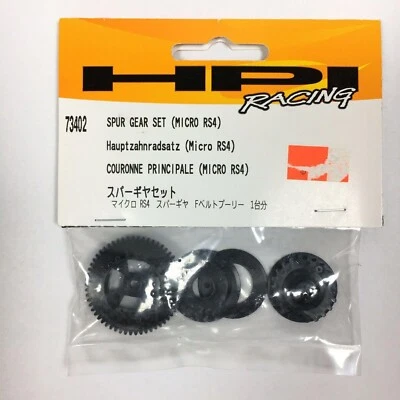 HPI
RACING
73402
SPUR GEAR SET (MICRO RS4)
Hauptzahnradsatz (Micro RS4)
COURONNE PRINCIPALE (MICRO RS4)
スパーギヤセット
マイクロ RS4 スパーギヤ Fベルトプーリー 1台分